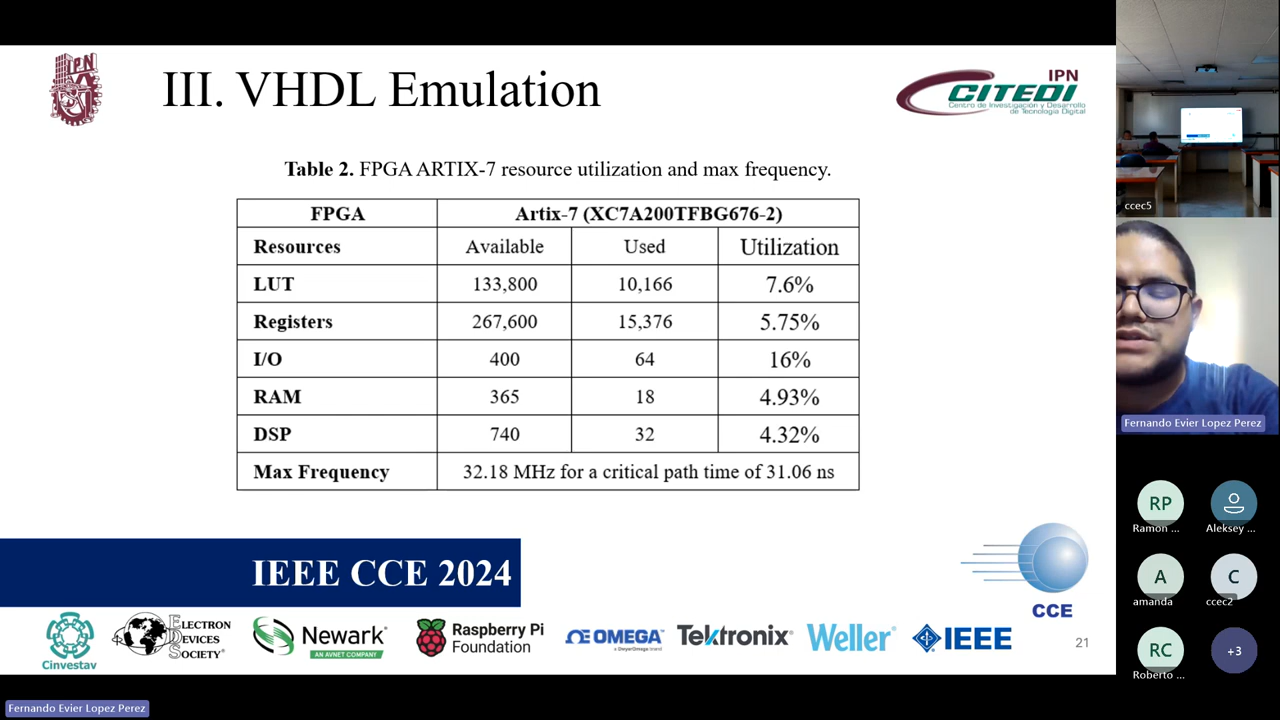 IPN
III. VHDL Emulation
IPN
CITEDI
Centro de Investigación y Desarrollo
de Tecnología Digital
Table 2. FPGA ARTIX-7 resource utilization and max frequency.
FPGA Artix-7 (XC7A200TFBG676-2)
Resources Available Used Utilization
LUT 133,800 10,166 7.6%
Registers 267,600 15,376 5.75%
I/O 400 64 16%
RAM 365 18 4.93%
DSP 740 32 4.32%
Max Frequency 32.18 MHz for a critical path time of 31.06 ns
IEEE CCE 2024
CCE
Cinvestav
ELECTRON
DEVICES
SOCIETY
EDS
Newark
AN AVNET COMPANY
Raspberry Pi
Foundation
OMEGA
Tektronix
Weller
IEEE
21
ccec5
Fernando Evier Lopez Perez
RP
Ramon ...
Aleksey ...
A
amanda
C
ccec2
RC
Roberto ...
+3
Fernando Evier Lopez Perez